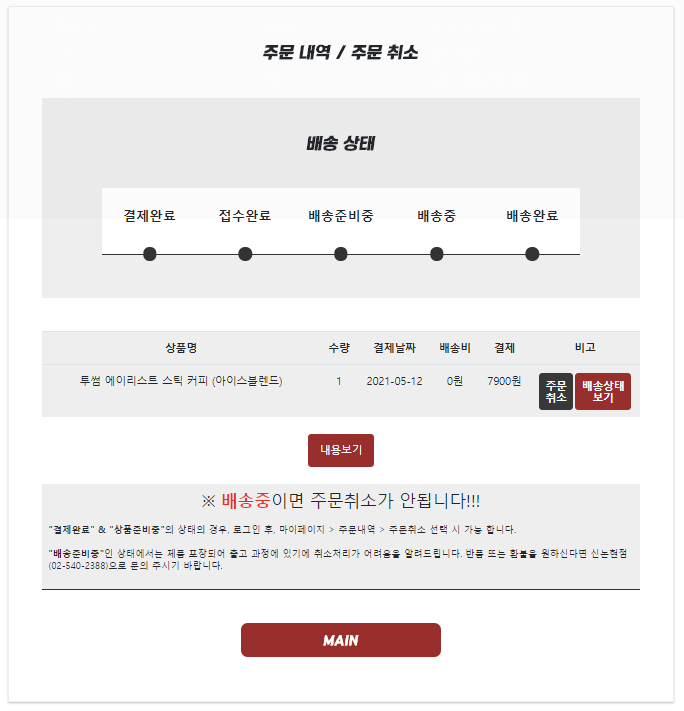 주문 내역 / 주문 취소
배송 상태
결제완료 접수완료 배송준비중 배송중 배송완료
상품명 수량 결제날짜 배송비 결제 비고
투썸 에이리스트 스틱 커피 (아이스블렌드) 1 2021-05-12 0원 7900원 주문 취소 배송상태 보기
내용보기
※ 배송중이면 주문취소가 안됩니다!!!
"결제완료" & "상품준비중"의 상태의 경우, 로그인 후, 마이페이지 > 주문내역 > 주문취소 선택 시 가능 합니다.
"배송준비중"인 상태에서는 제품 포장되어 출고 과정에 있기에 취소처리가 어려움을 알려드립니다. 반품 또는 환불을 원하신다면 신논현점
(02-540-2388)으로 문의 주시기 바랍니다.
MAIN